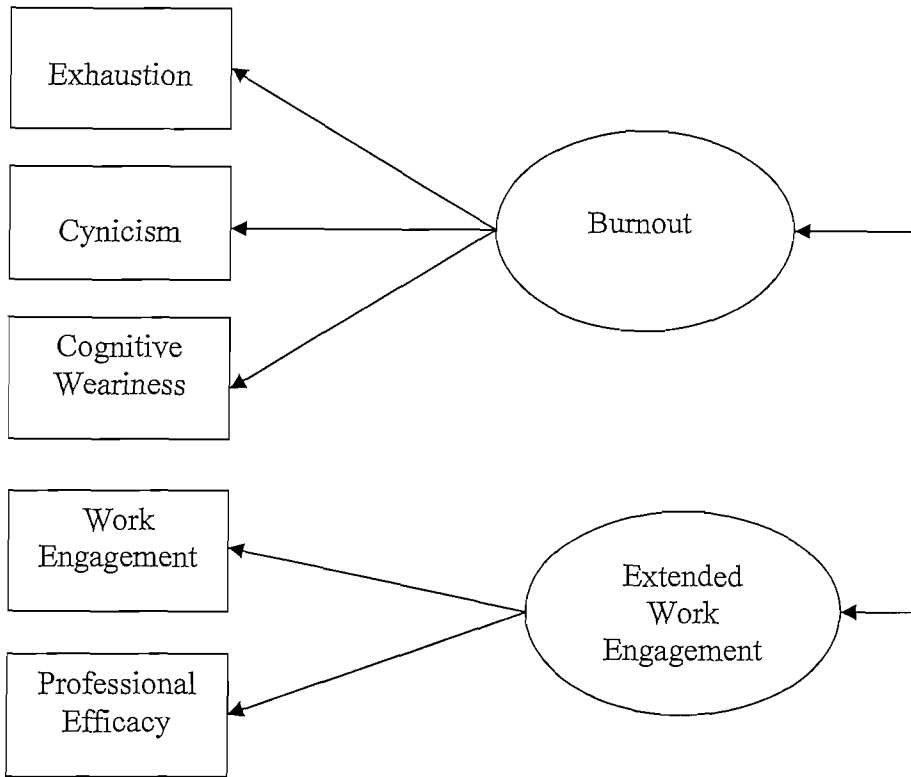 Exhaustion
Cynicism
Cognitive
Weariness
Burnout
Work
Engagement
Professional
Efficacy
Extended
Work
Engagement